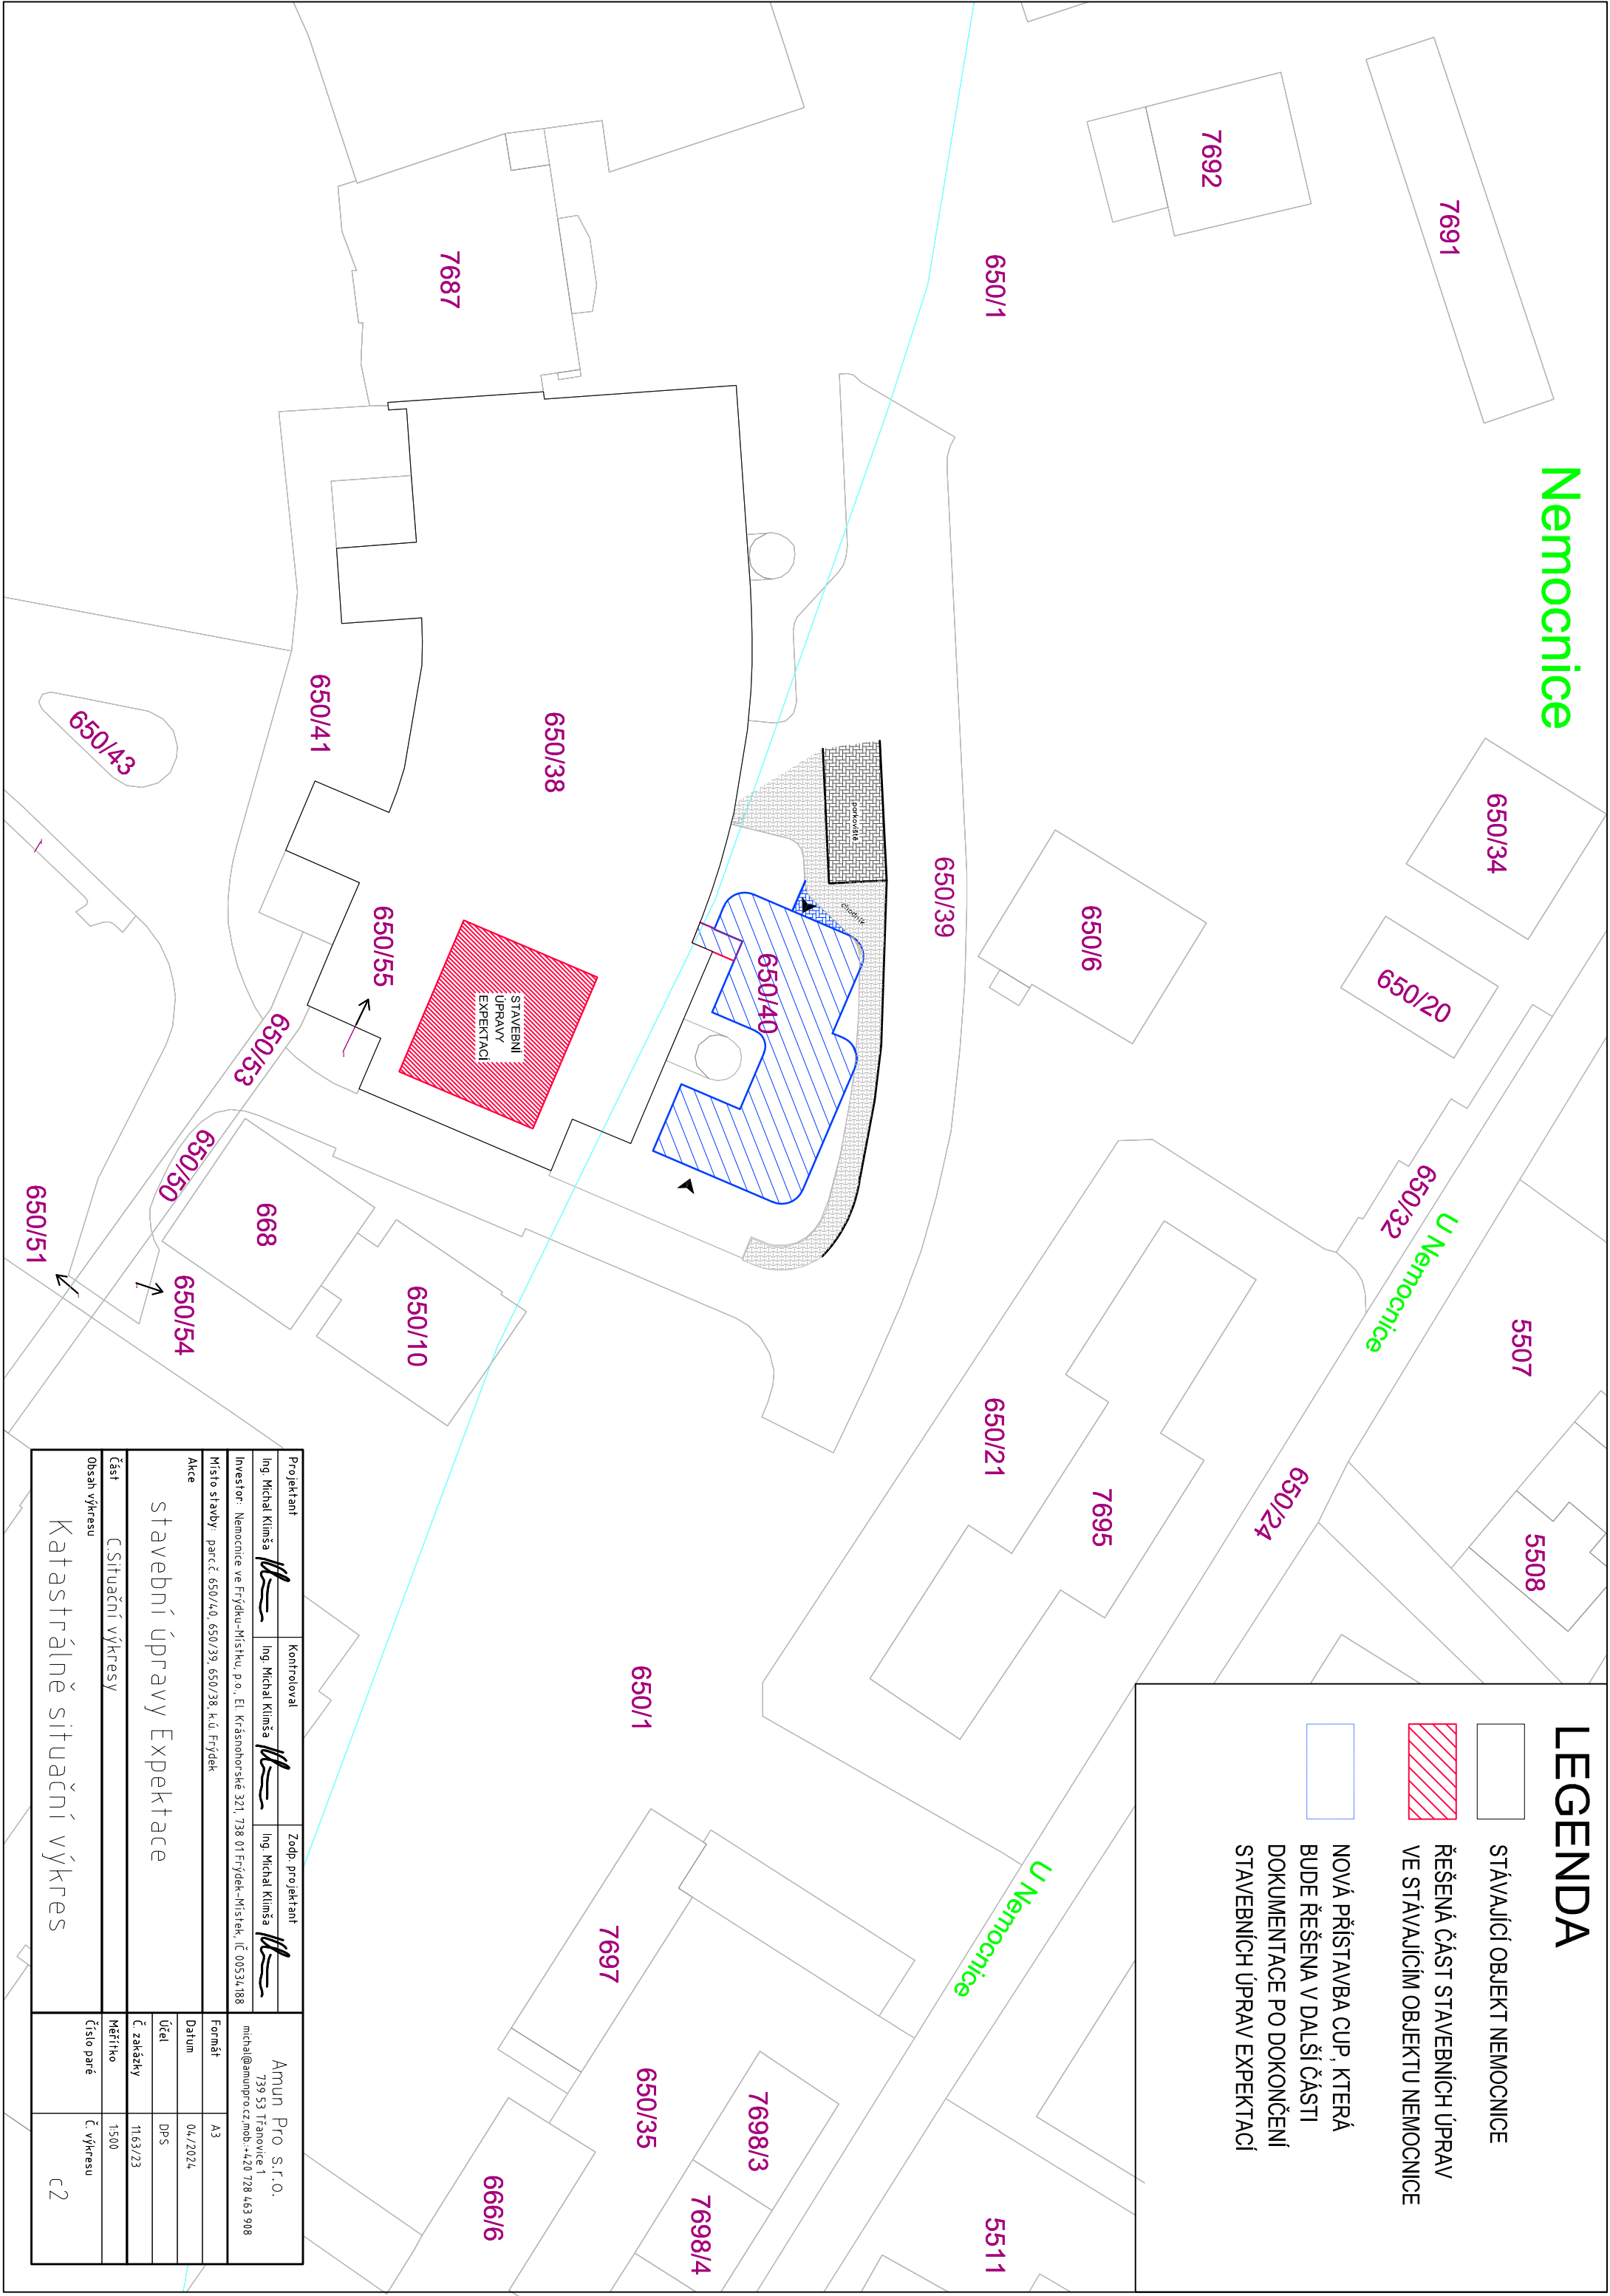 Nemocnice
7691
7692
650/1
7687
650/34
650/20
650/6
650/39
650/32
U Nemocnice
5507
5508
650/24
650/21
7695
parkoviště
chodník
650/40
650/38
650/41
650/43
650/55
STAVEBNÍ
ÚPRAVY
EXPEKTACÍ
650/53
650/50
668
650/10
650/54
650/51
650/1
U Nemocnice
7697
650/35
7698/3
7698/4
666/6
5511
LEGENDA
STÁVAJÍCÍ OBJEKT NEMOCNICE
ŘEŠENÁ ČÁST STAVEBNÍCH ÚPRAV
VE STÁVAJÍCÍM OBJEKTU NEMOCNICE
NOVÁ PŘÍSTAVBA CUP, KTERÁ
BUDE ŘEŠENA V DALŠÍ ČÁSTI
DOKUMENTACE PO DOKONČENÍ
STAVEBNÍCH ÚPRAV EXPEKTACÍ
Projektant
Kontroloval
Zodp. projektant
Ing. Michal Klimša
Ing. Michal Klimša
Ing. Michal Klimša
Investor: Nemocnice ve Frýdku-Místku, p.o., El. Krásnohorské 321, 738 01 Frýdek-Místek, IČ 00534188
Místo stavby: parc.č. 650/40, 650/39, 650/38, k.ú. Frýdek
Akce
Stavební úpravy Expektace
Část
C.Situační výkresy
Obsah výkresu
Katastrálně situační výkres
Amun Pro s.r.o.
739 53 Třanovice 1
michal@amunpro.cz,mob.:+420 728 463 908
Formát A3
Datum 04/2024
Účel DPS
Č. zakázky 1163/23
Měřítko 1:500
Číslo paré
Č. výkresu
c2